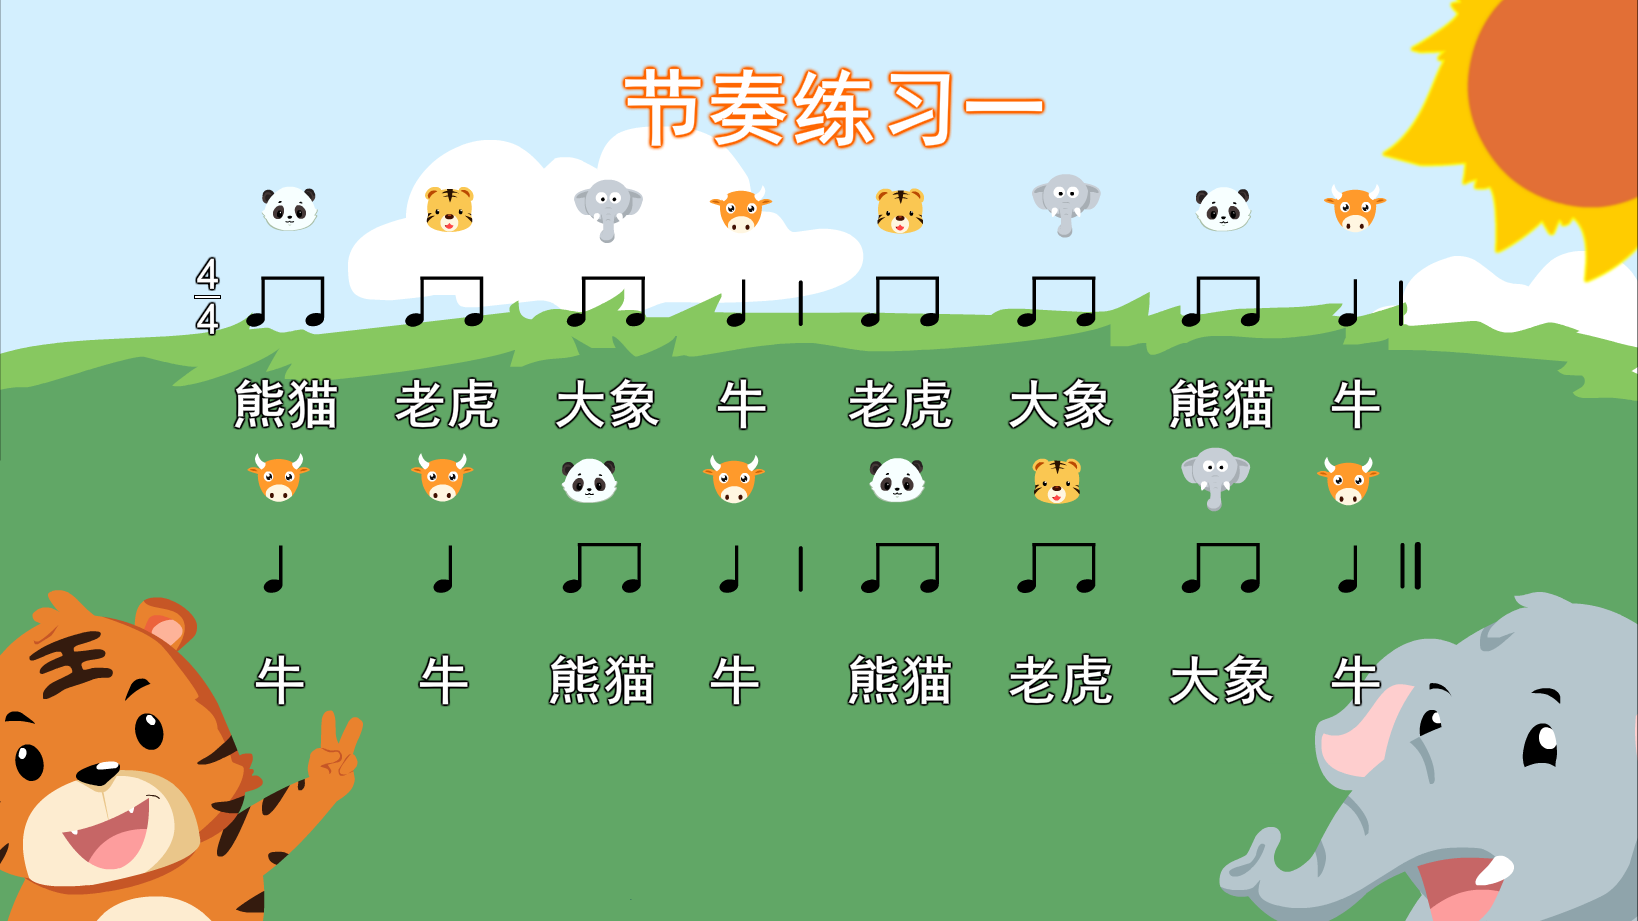 节奏练习一
4
4
熊猫 老虎 大象 牛 老虎 大象 熊猫 牛
牛 牛 熊猫 牛 熊猫 老虎 大象 牛